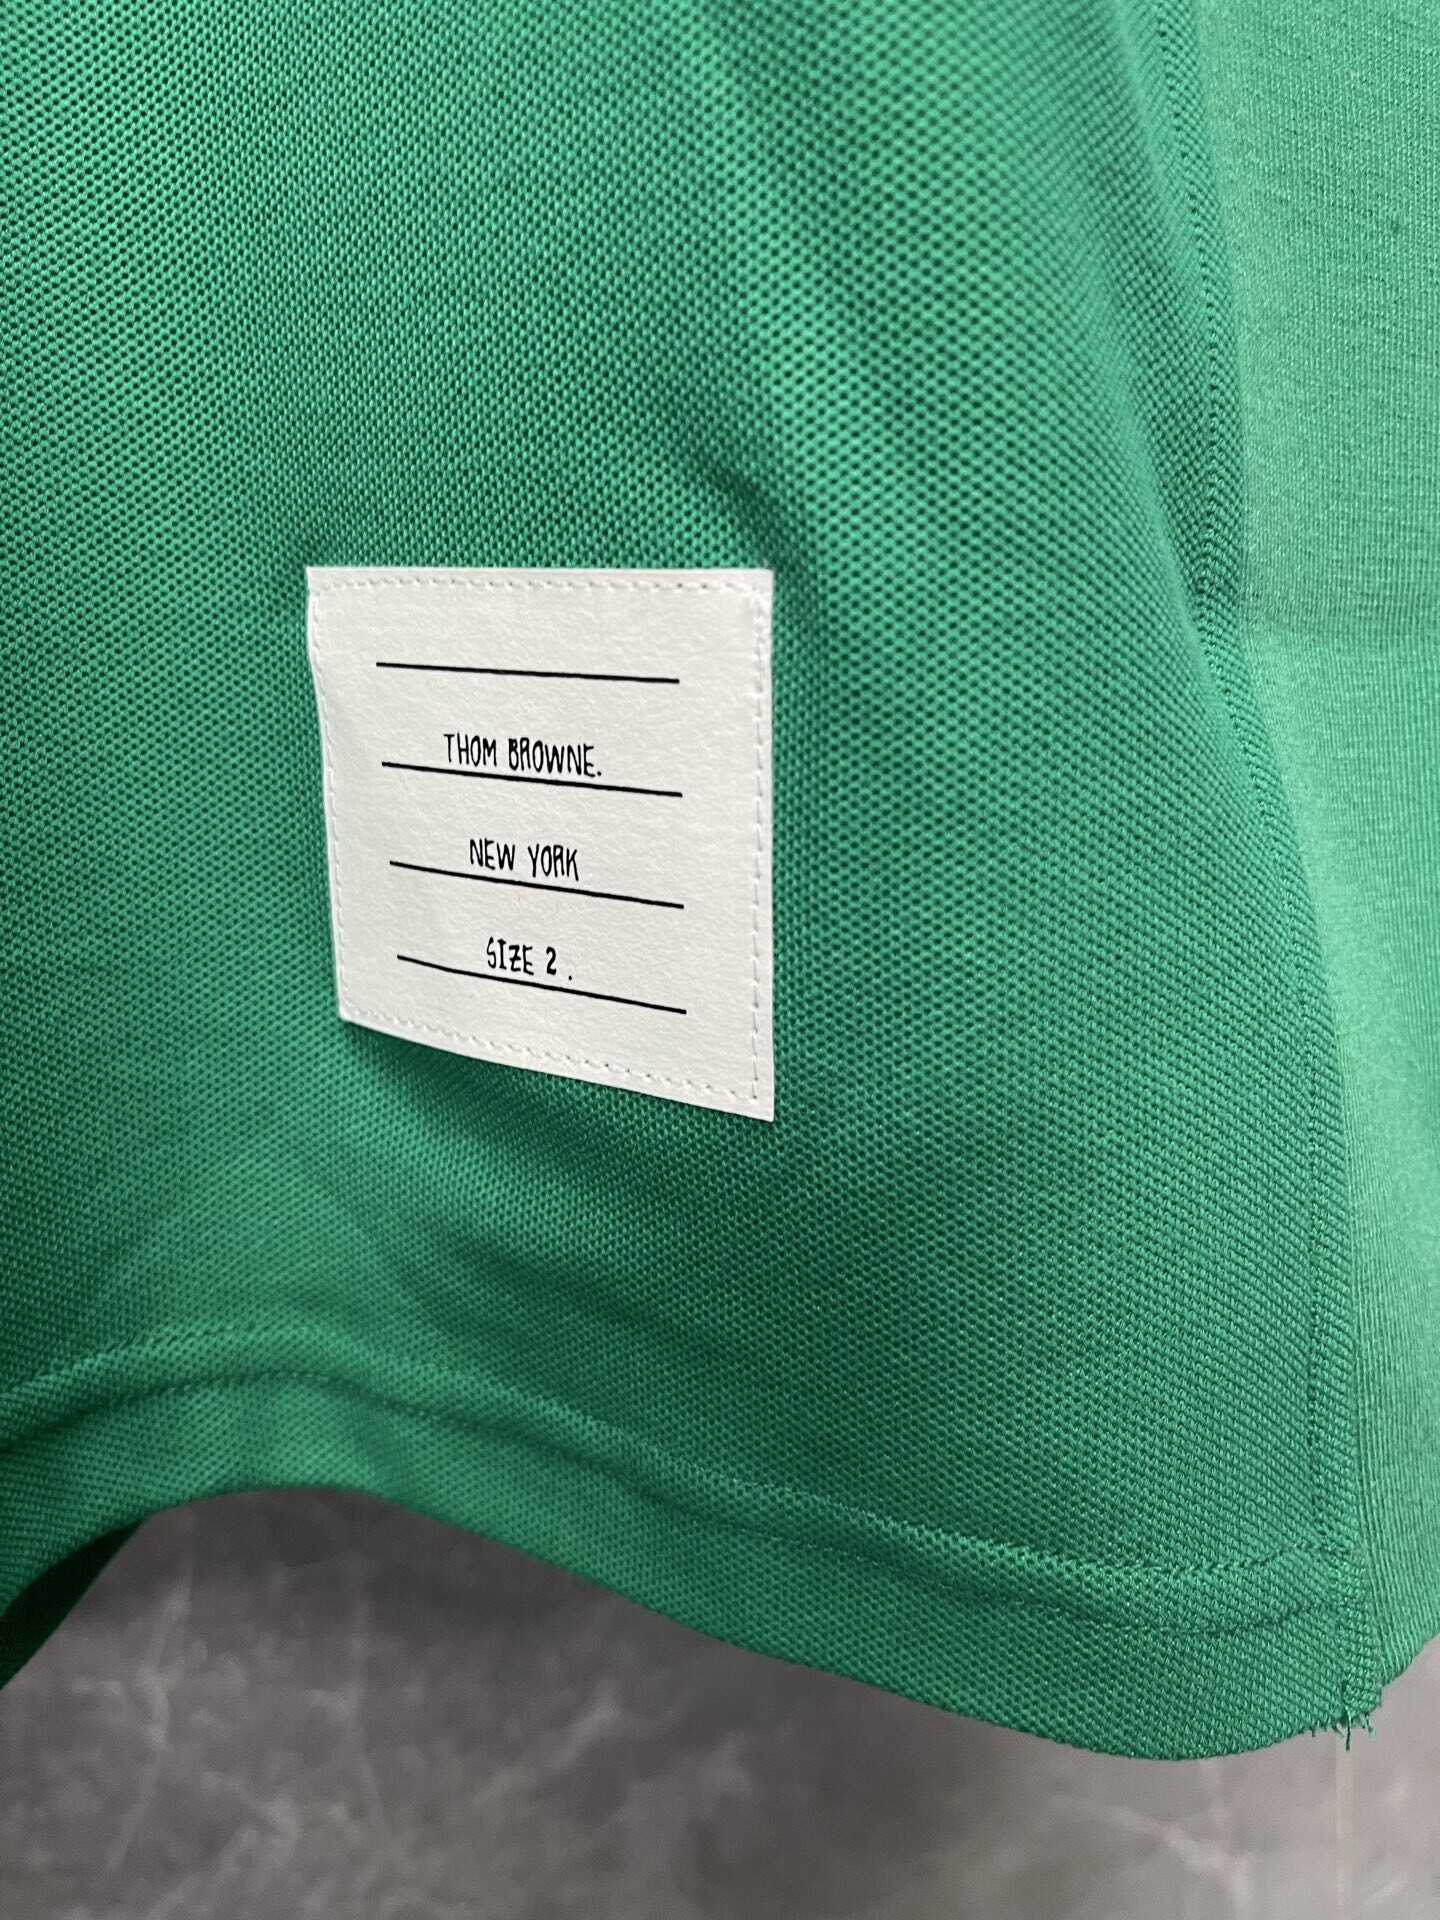 THOM BROWNE.
NEW YORK
SIZE 2 .